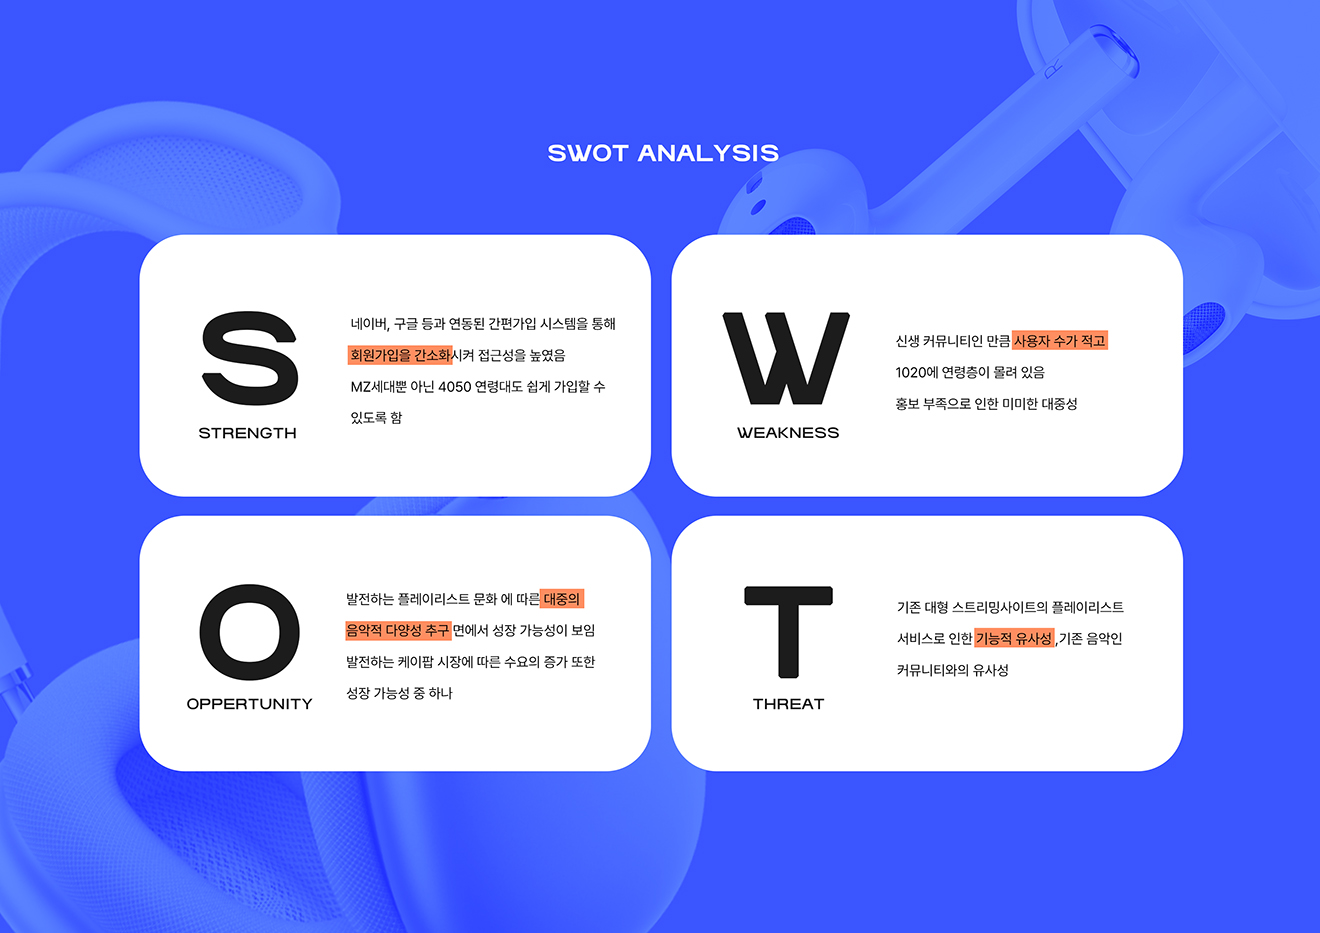 SWOT ANALYSIS
S
STRENGTH
네이버, 구글 등과 연동된 간편가입 시스템을 통해
회원가입을 간소화시켜 접근성을 높였음
MZ세대뿐 아닌 4050 연령대도 쉽게 가입할 수
있도록 함
W
WEAKNESS
신생 커뮤니티인 만큼 사용자 수가 적고
1020에 연령층이 몰려 있음
홍보 부족으로 인한 미미한 대중성
O
OPPERTUNITY
발전하는 플레이리스트 문화 에 따른 대중의
음악적 다양성 추구 면에서 성장 가능성이 보임
발전하는 케이팝 시장에 따른 수요의 증가 또한
성장 가능성 중 하나
T
THREAT
기존 대형 스트리밍사이트의 플레이리스트
서비스로 인한 기능적 유사성 ,기존 음악인
커뮤니티와의 유사성
R